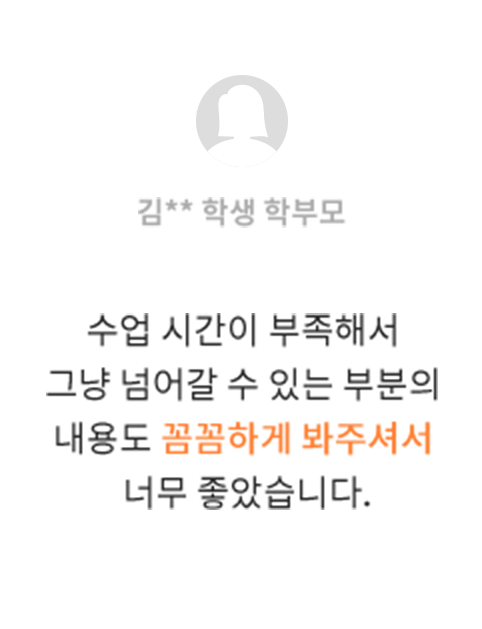 김** 학생 학부모
수업 시간이 부족해서
그냥 넘어갈 수 있는 부분의
내용도 꼼꼼하게 봐주셔서
너무 좋았습니다.